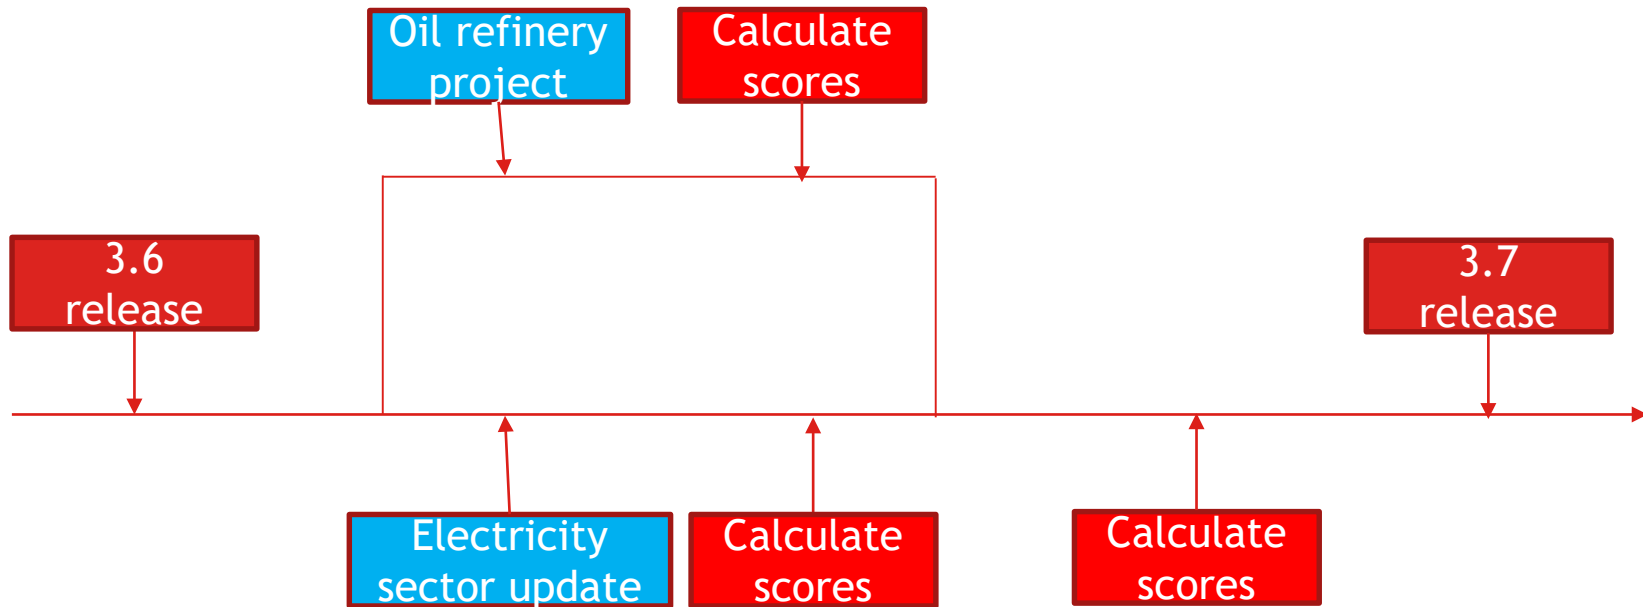 Oil refinery
project
Calculate
scores
3.6
release
3.7
release
Electricity
sector update
Calculate
scores
Calculate
scores